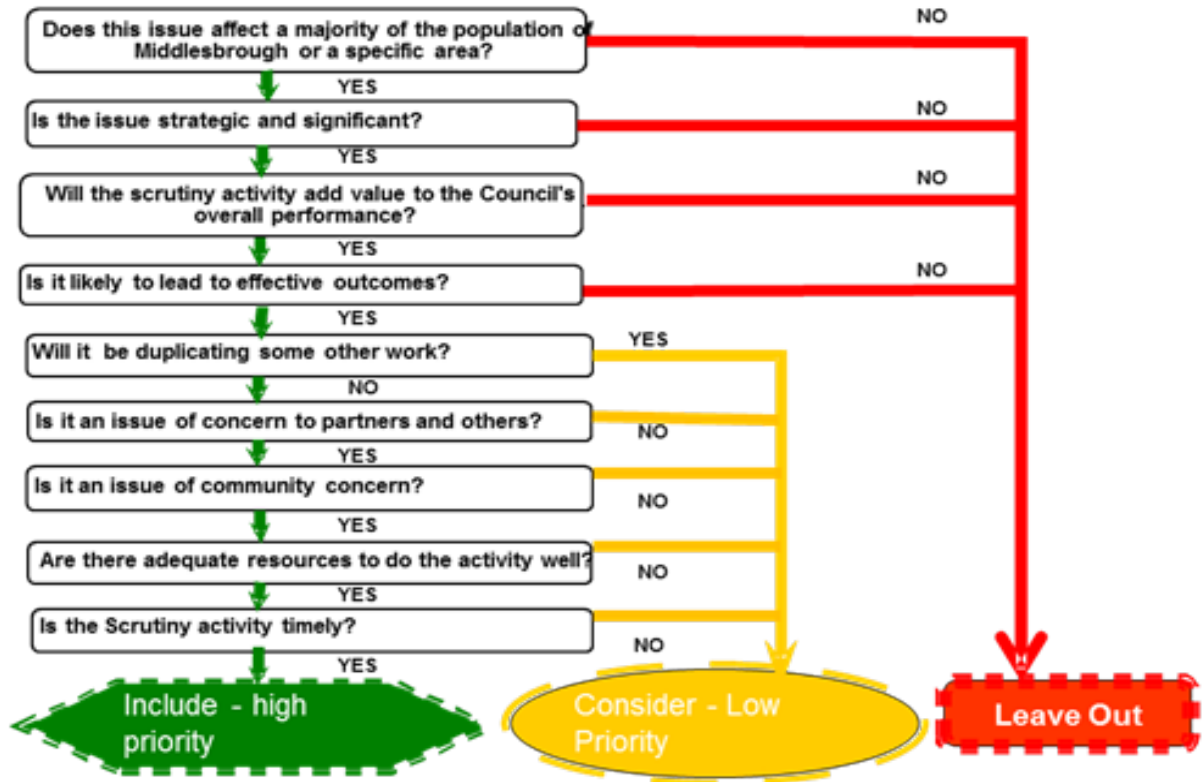 Does this issue affect a majority of the population of
Middlesbrough or a specific area?
NO
YES
Is the issue strategic and significant?
NO
YES
Will the scrutiny activity add value to the Council's
overall performance?
NO
YES
Is it likely to lead to effective outcomes?
NO
YES
Will it be duplicating some other work?
YES
NO
Is it an issue of concern to partners and others?
NO
YES
Is it an issue of community concern?
NO
YES
Are there adequate resources to do the activity well?
NO
YES
Is the Scrutiny activity timely?
NO
YES
Include - high
priority
Consider - Low
Priority
Leave Out